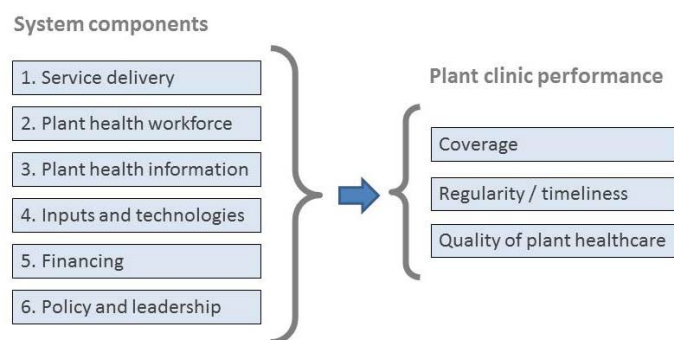 System components
1. Service delivery
2. Plant health workforce
3. Plant health information
4. Inputs and technologies
5. Financing
6. Policy and leadership
Plant clinic performance
Coverage
Regularity / timeliness
Quality of plant healthcare